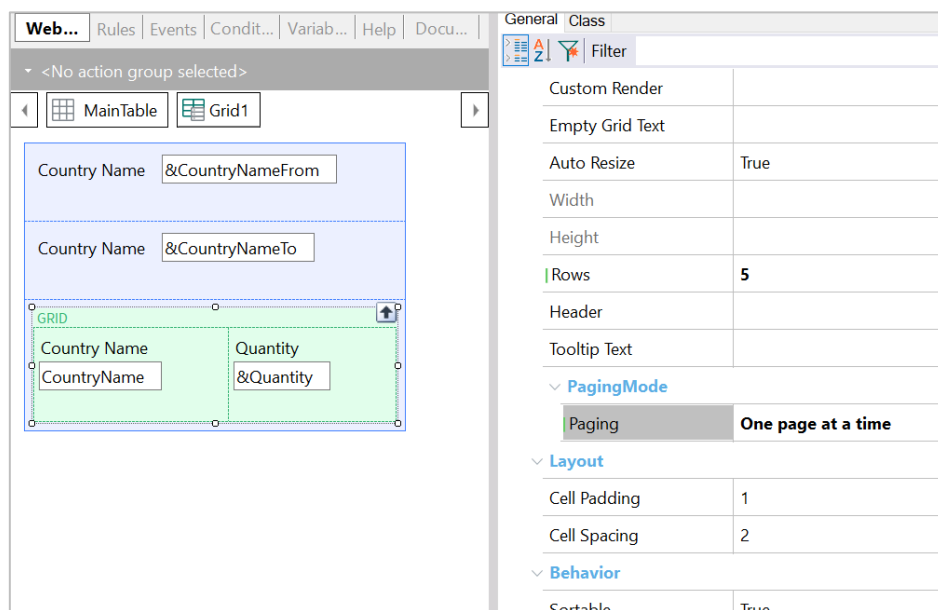 Web... Rules Events Condit... Variab... Help Docu...
<No action group selected>
MainTable Grid1
Country Name &CountryNameFrom
Country Name &CountryNameTo
GRID
Country Name Quantity
CountryName &Quantity
General Class
Filter
Custom Render
Empty Grid Text
Auto Resize True
Width
Height
Rows 5
Header
Tooltip Text
PagingMode
Paging One page at a time
Layout
Cell Padding 1
Cell Spacing 2
Behavior
Sortable True